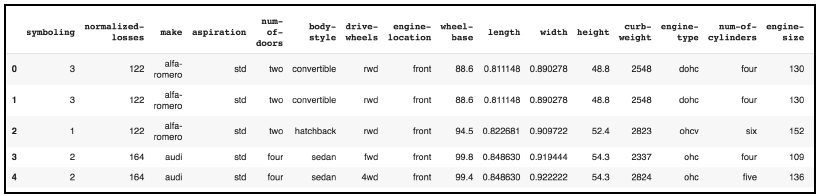 symboling normalized-losses make aspiration num-of-doors body-style drive-wheels engine-location wheel-base length width height curb-weight engine-type num-of-cylinders engine-size
0 3 122 alfa-romero std two convertible rwd front 88.6 0.811148 0.890278 48.8 2548 dohc four 130
1 3 122 alfa-romero std two convertible rwd front 88.6 0.811148 0.890278 48.8 2548 dohc four 130
2 1 122 alfa-romero std two hatchback rwd front 94.5 0.822681 0.909722 52.4 2823 ohcv six 152
3 2 164 audi std four sedan fwd front 99.8 0.848630 0.919444 54.3 2337 ohc four 109
4 2 164 audi std four sedan 4wd front 99.4 0.848630 0.922222 54.3 2824 ohc five 136